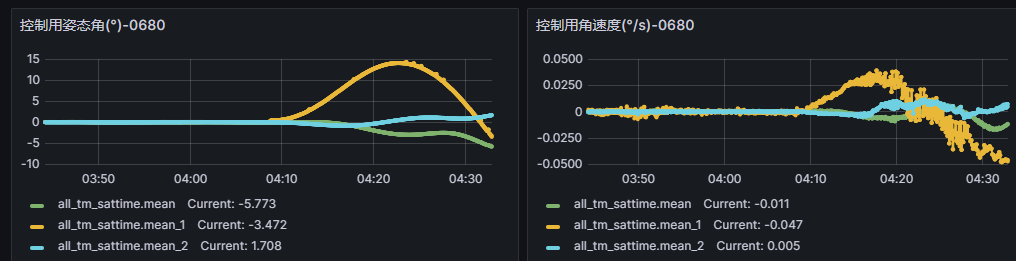 控制用姿态角(°)-0680
15
10
5
0
-5
-10
03:50 04:00 04:10 04:20 04:30
all_tm_sattime.mean Current: -5.773
all_tm_sattime.mean_1 Current: -3.472
all_tm_sattime.mean_2 Current: 1.708
控制用角速度(°/s)-0680
0.0500
0.0250
0
-0.0250
-0.0500
03:50 04:00 04:10 04:20 04:30
all_tm_sattime.mean Current: -0.011
all_tm_sattime.mean_1 Current: -0.047
all_tm_sattime.mean_2 Current: 0.005